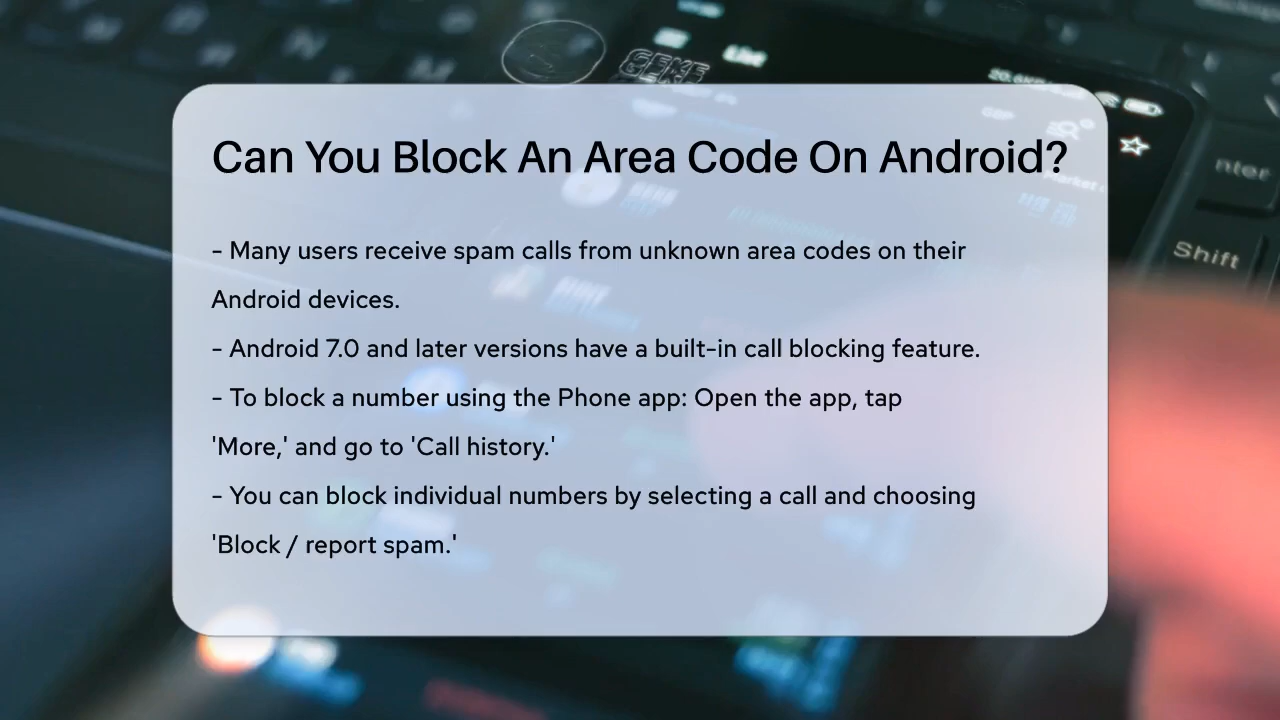 Can You Block An Area Code On Android?
- Many users receive spam calls from unknown area codes on their
Android devices.
- Android 7.0 and later versions have a built-in call blocking feature.
- To block a number using the Phone app: Open the app, tap
'More,' and go to 'Call history.'
- You can block individual numbers by selecting a call and choosing
'Block / report spam.'
Shift
nter